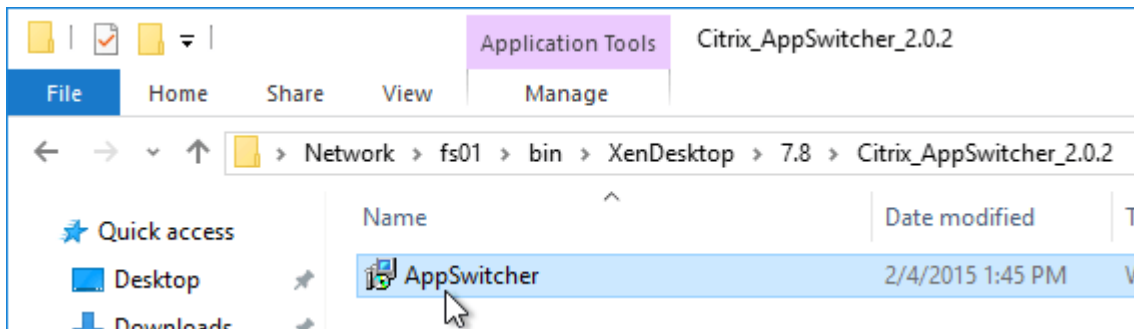 Application Tools Citrix_AppSwitcher_2.0.2
File Home Share View Manage
Network > fs01 > bin > XenDesktop > 7.8 > Citrix_AppSwitcher_2.0.2
Name Date modified
Quick access
Desktop AppSwitcher 2/4/2015 1:45 PM
Downloads